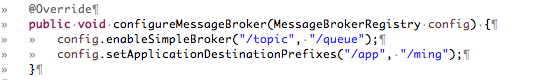 @Override
public void configureMessageBroker(MessageBrokerRegistry config) {
config.enableSimpleBroker("/topic", "/queue");
config.setApplicationDestinationPrefixes("/app", "/ming");
}